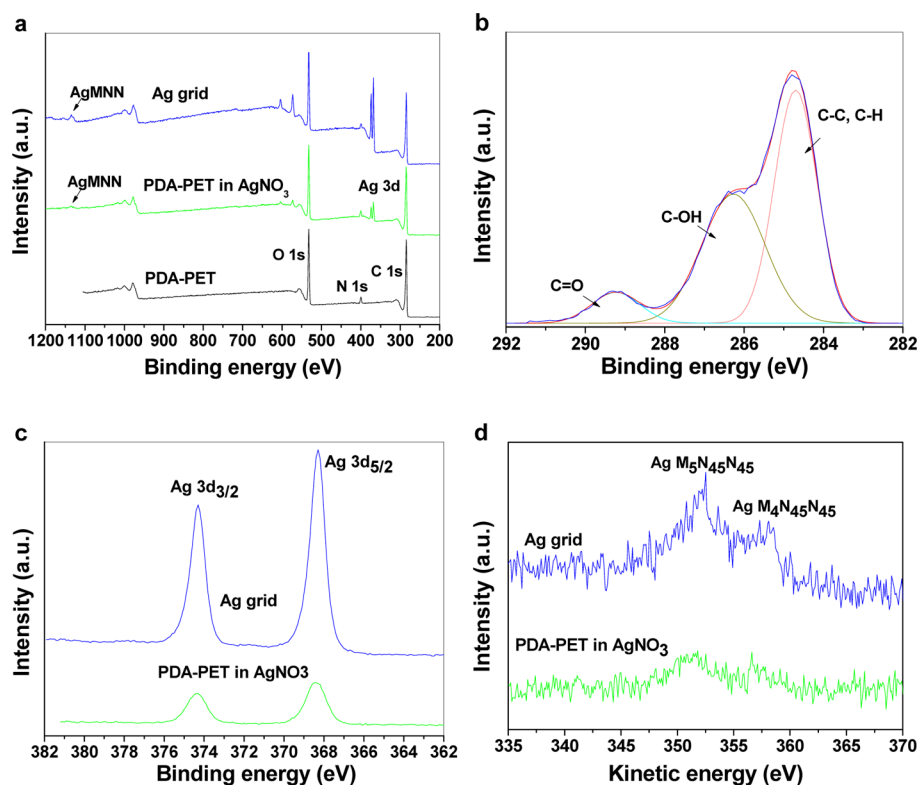 a
AgMNN
Ag grid
AgMNN
PDA-PET in AgNO3
Ag 3d
O 1s
N 1s
C 1s
PDA-PET
1200 1100 1000 900 800 700 600 500 400 300 200
Binding energy (eV)
Intensity (a.u.)
b
C-C, C-H
C-OH
C=O
292 290 288 286 284 282
Binding energy (eV)
Intensity (a.u.)
c
Ag 3d5/2
Ag 3d3/2
Ag grid
PDA-PET in AgNO3
382 380 378 376 374 372 370 368 366 364 362
Binding energy (eV)
Intensity (a.u.)
d
Ag M5N45N45
Ag M4N45N45
Ag grid
PDA-PET in AgNO3
335 340 345 350 355 360 365 370
Kinetic energy (eV)
Intensity (a.u.)